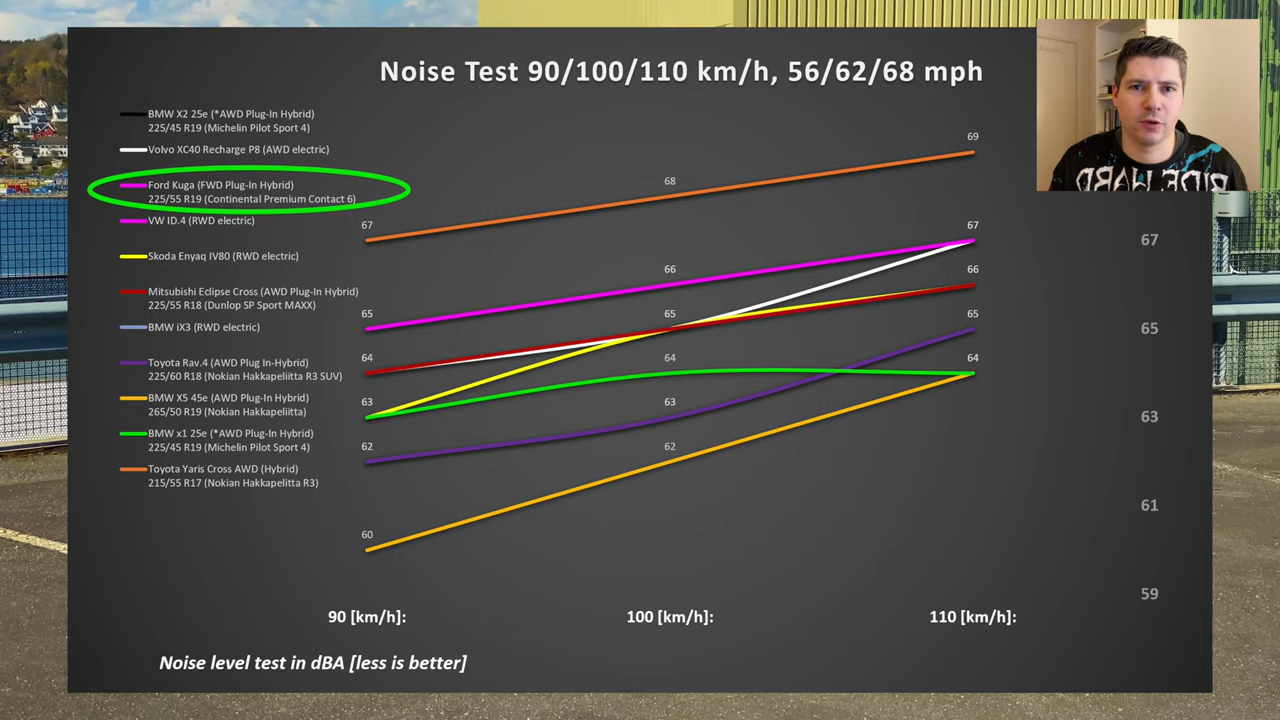 Noise Test 90/100/110 km/h, 56/62/68 mph
BMW X2 25e (*AWD Plug-In Hybrid)
225/45 R19 (Michelin Pilot Sport 4)
Volvo XC40 Recharge P8 (AWD electric)
Ford Kuga (FWD Plug-In Hybrid)
225/55 R19 (Continental Premium Contact 6)
VW ID.4 (RWD electric)
Skoda Enyaq IV80 (RWD electric)
Mitsubishi Eclipse Cross (AWD Plug-In Hybrid)
225/55 R18 (Dunlop SP Sport MAXX)
BMW iX3 (RWD electric)
Toyota Rav.4 (AWD Plug In-Hybrid)
225/60 R18 (Nokian Hakkapeliitta R3 SUV)
BMW X5 45e (AWD Plug-In Hybrid)
265/50 R19 (Nokian Hakkapeliitta)
BMW x1 25e (*AWD Plug-In Hybrid)
225/45 R19 (Michelin Pilot Sport 4)
Toyota Yaris Cross AWD (Hybrid)
215/55 R17 (Nokian Hakkapelitta R3)
67
65
64
63
62
60
68
66
65
64
63
62
69
67
66
65
64
67
65
63
61
59
90 [km/h]:
100 [km/h]:
110 [km/h]:
Noise level test in dBA [less is better]
RIDE HARD